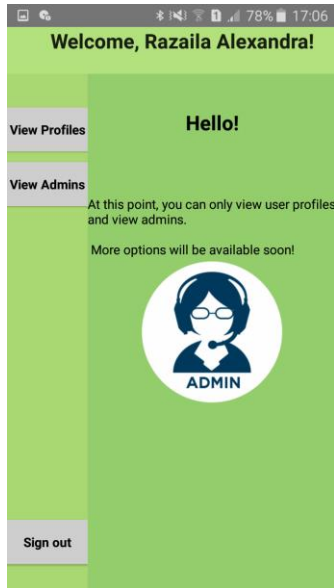 78% 17:06
Welcome, Razaila Alexandra!
View Profiles
Hello!
View Admins
At this point, you can only view user profiles
and view admins.
More options will be available soon!
ADMIN
Sign out